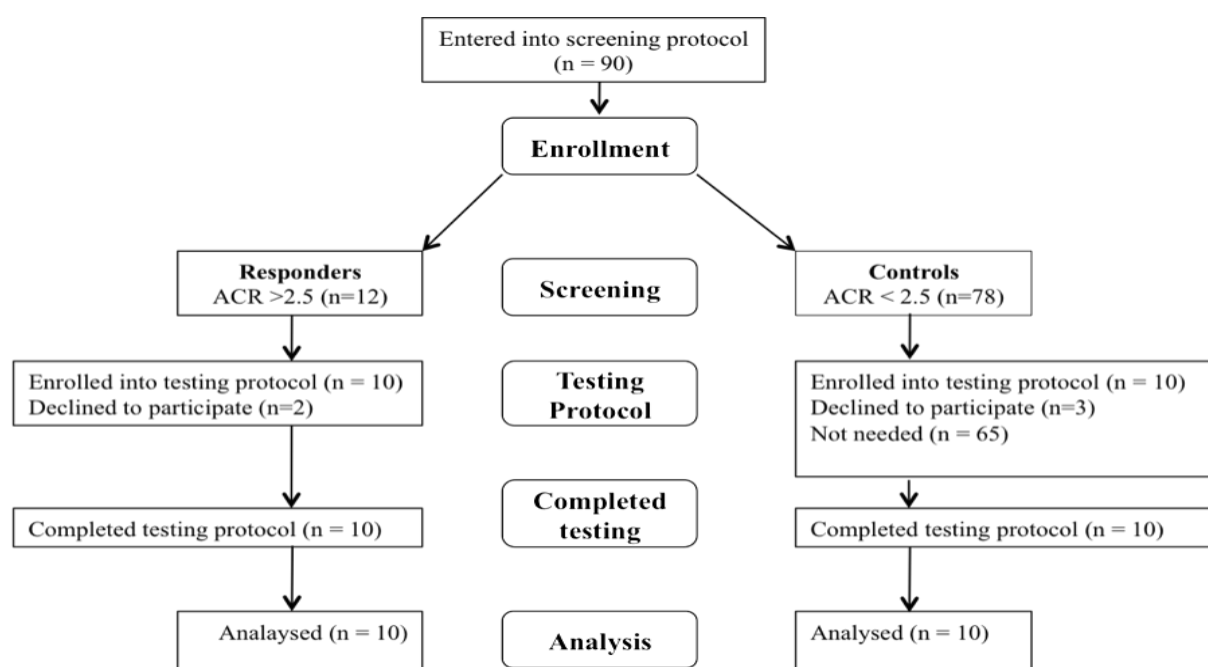 Entered into screening protocol
(n = 90)
Enrollment
Responders
ACR >2.5 (n=12)
Screening
Controls
ACR < 2.5 (n=78)
Enrolled into testing protocol (n = 10)
Declined to participate (n=2)
Testing
Protocol
Enrolled into testing protocol (n = 10)
Declined to participate (n=3)
Not needed (n = 65)
Completed testing protocol (n = 10)
Completed
testing
Completed testing protocol (n = 10)
Analaysed (n = 10)
Analysis
Analysed (n = 10)